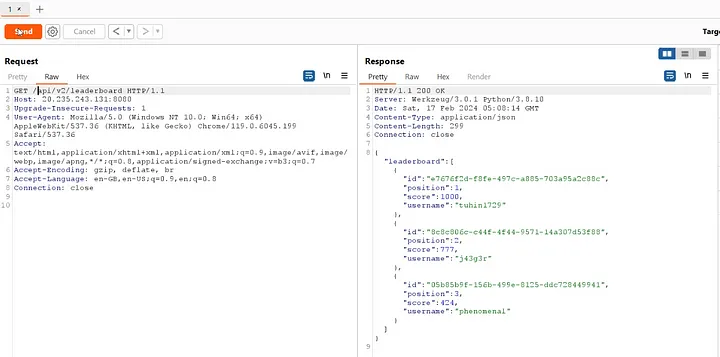 1 ×
+
Send
Cancel
<
>
Targe
Request
Pretty
Raw
Hex
\n
1 GET /api/v2/leaderboard HTTP/1.1
2 Host: 20.235.243.131:8080
3 Upgrade-Insecure-Requests: 1
4 User-Agent: Mozilla/5.0 (Windows NT 10.0; Win64; x64)
AppleWebKit/537.36 (KHTML, like Gecko) Chrome/119.0.6045.199
Safari/537.36
5 Accept:
text/html,application/xhtml+xml,application/xml;q=0.9,image/avif,image/
webp,image/apng,*/*;q=0.8,application/signed-exchange;v=b3;q=0.7
6 Accept-Encoding: gzip, deflate, br
7 Accept-Language: en-GB,en-US;q=0.9,en;q=0.8
8 Connection: close
9
10
Response
Pretty
Raw
Hex
Render
\n
1 HTTP/1.1 200 OK
2 Server: Werkzeug/3.0.1 Python/3.8.10
3 Date: Sat, 17 Feb 2024 05:08:14 GMT
4 Content-Type: application/json
5 Content-Length: 299
6 Connection: close
7
8 {
"leaderboard":[
{
"id":"e7676f2d-f8fe-497c-a885-703a95a2c88c",
"position":1,
"score":1000,
"username":"tuhin1729"
},
{
"id":"8c8c806c-c44f-4f44-9571-14a307d53f88",
"position":2,
"score":777,
"username":"j43g3r"
},
{
"id":"05b85b9f-156b-499e-8125-ddc728449941",
"position":3,
"score":424,
"username":"phenomenal"
}
]
}
9